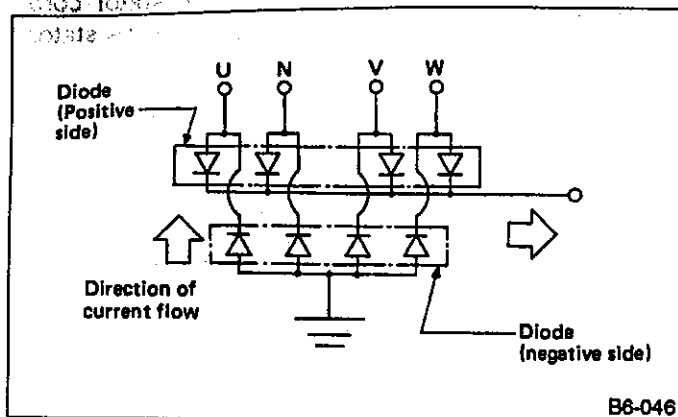 U N V W
Diode
(Positive
side)
Direction of
current flow
Diode
(negative side)
B6-046